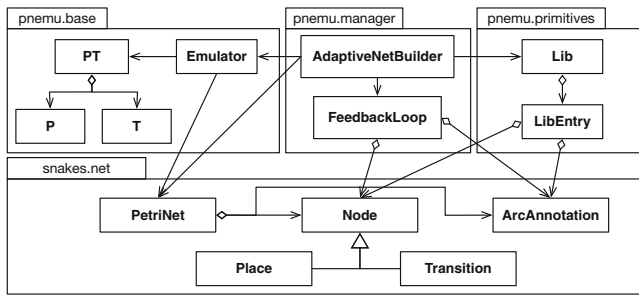 pnemu.base
pnemu.manager
pnemu.primitives
PT
Emulator
AdaptiveNetBuilder
Lib
P
T
FeedbackLoop
LibEntry
snakes.net
PetriNet
Node
ArcAnnotation
Place
Transition